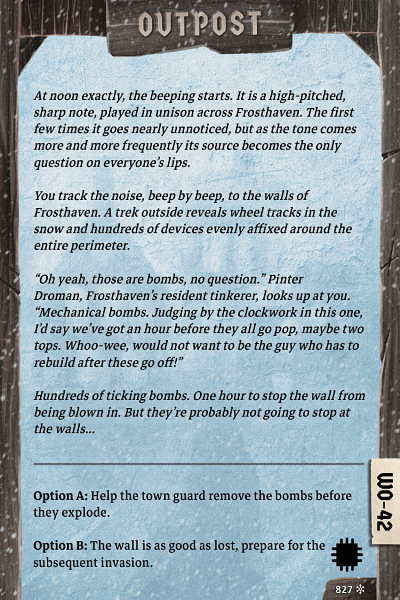 OUTPOST
At noon exactly, the beeping starts. It is a high-pitched,
sharp note, played in unison across Frosthaven. The first
few times it goes nearly unnoticed, but as the tone comes
more and more frequently its source becomes the only
question on everyone's lips.
You track the noise, beep by beep, to the walls of
Frosthaven. A trek outside reveals wheel tracks in the
snow and hundreds of devices evenly affixed around the
entire perimeter.
“Oh yeah, those are bombs, no question.” Pinter
Droman, Frosthaven's resident tinkerer, looks up at you.
“Mechanical bombs. Judging by the clockwork in this one,
I'd say we've got an hour before they all go pop, maybe two
tops. Whoo-wee, would not want to be the guy who has to
rebuild after these go off!”
Hundreds of ticking bombs. One hour to stop the wall from
being blown in. But they're probably not going to stop at
the walls...
Option A: Help the town guard remove the bombs before
they explode.
Option B: The wall is as good as lost, prepare for the
subsequent invasion.
WO-42
827